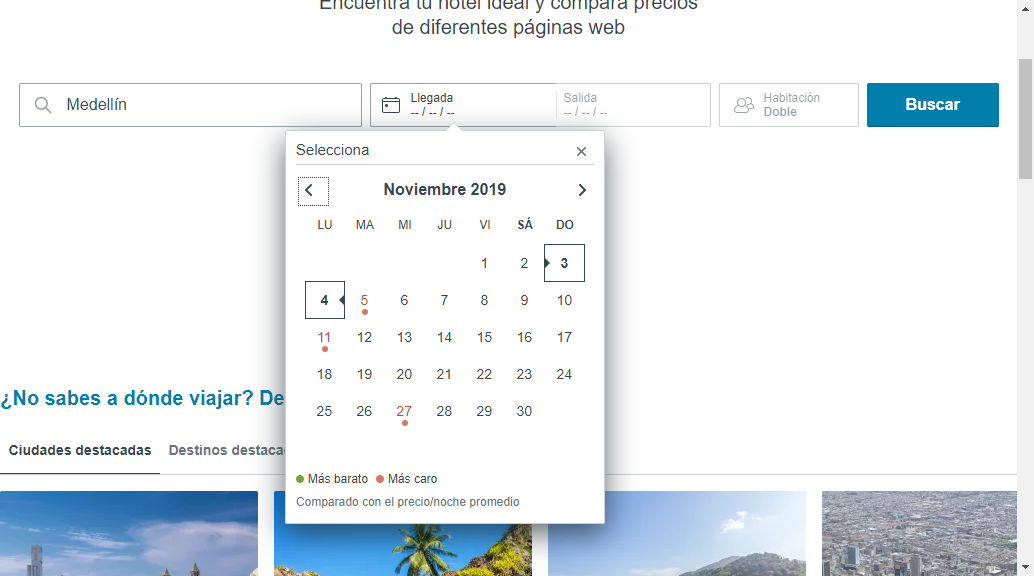 Encuentra tu hotel ideal y compara precios
de diferentes páginas web
Medellín
Llegada
-- / -- / --
Salida
-- / -- / --
Habitación
Doble
Buscar
Selecciona
Noviembre 2019
LU MA MI JU VI SÁ DO
1 2 3
4 5 6 7 8 9 10
11 12 13 14 15 16 17
18 19 20 21 22 23 24
25 26 27 28 29 30
Más barato Más caro
Comparado con el precio/noche promedio
¿No sabes a dónde viajar? De
Ciudades destacadas Destinos destaca